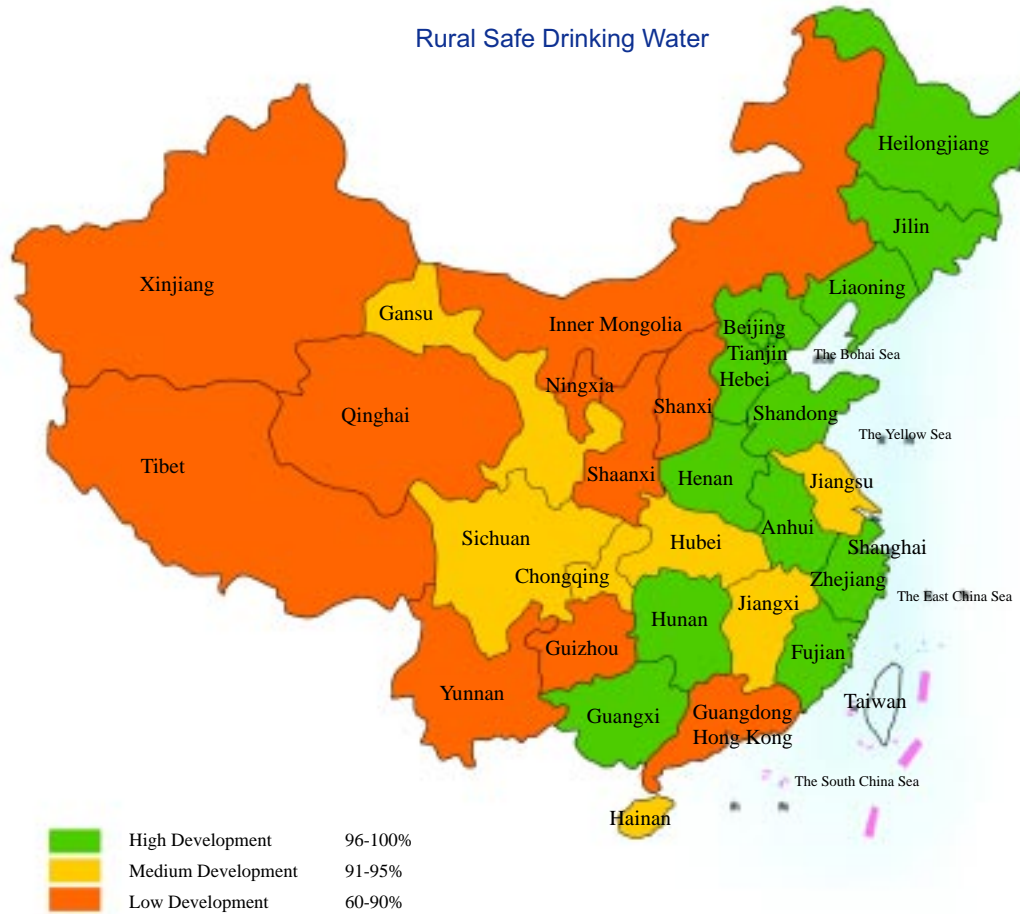 Rural Safe Drinking Water
Heilongjiang
Jilin
Liaoning
Xinjiang
Gansu
Inner Mongolia
Beijing
Tianjin
The Bohai Sea
Hebei
Ningxia
Shanxi
Qinghai
Shandong
The Yellow Sea
Tibet
Shaanxi
Henan
Jiangsu
Anhui
Sichuan
Hubei
Shanghai
Chongqing
Zhejiang
Jiangxi
The East China Sea
Hunan
Guizhou
Fujian
Yunnan
Taiwan
Guangxi
Guangdong
Hong Kong
The South China Sea
Hainan
High Development 96-100%
Medium Development 91-95%
Low Development 60-90%